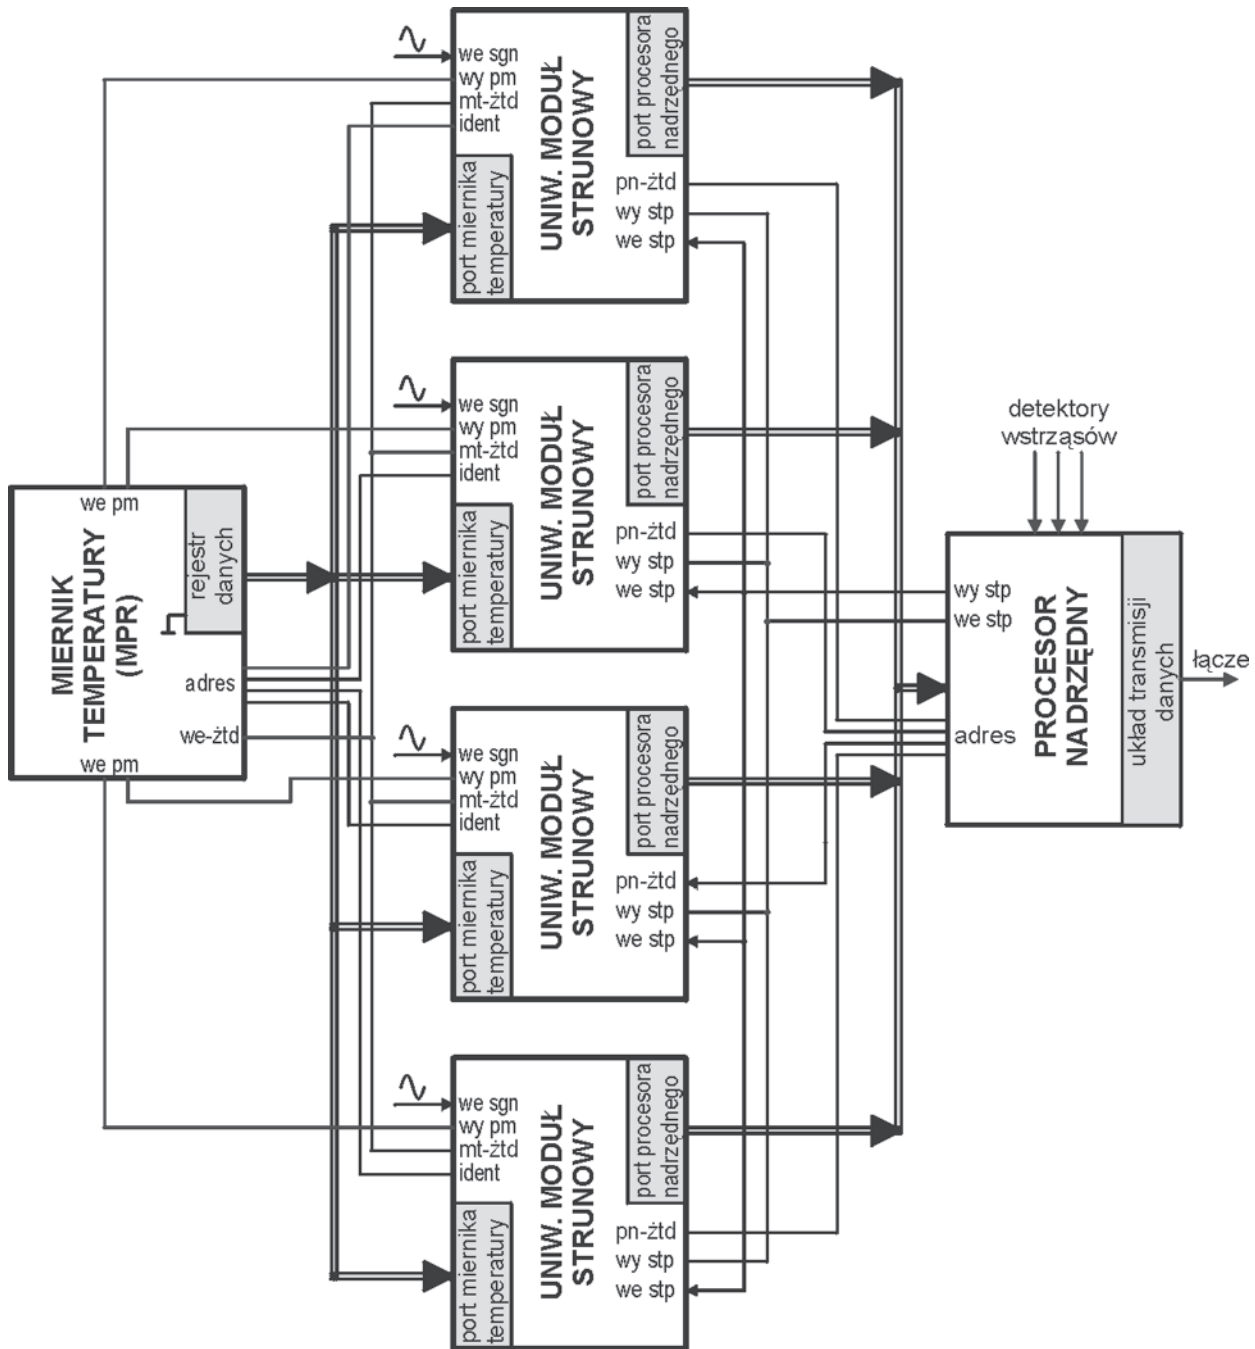 we sgn
wy pm
mt-żtd
ident
port miernika
temperatury
UNIW. MODUŁ
STRUNOWY
port procesora
nadrzędnego
pn-żtd
wy stp
we stp
we sgn
wy pm
mt-żtd
ident
port miernika
temperatury
UNIW. MODUŁ
STRUNOWY
port procesora
nadrzędnego
pn-żtd
wy stp
we stp
we pm
MIERNIK
TEMPERATURY
(MPR)
rejestr
danych
adres
we-żtd
we pm
detektory
wstrząsów
wy stp
we stp
adres
PROCESOR
NADRZĘDNY
układ transmisji
danych
łącze
we sgn
wy pm
mt-żtd
ident
port miernika
temperatury
UNIW. MODUŁ
STRUNOWY
port procesora
nadrzędnego
pn-żtd
wy stp
we stp
we sgn
wy pm
mt-żtd
ident
port miernika
temperatury
UNIW. MODUŁ
STRUNOWY
port procesora
nadrzędnego
pn-żtd
wy stp
we stp